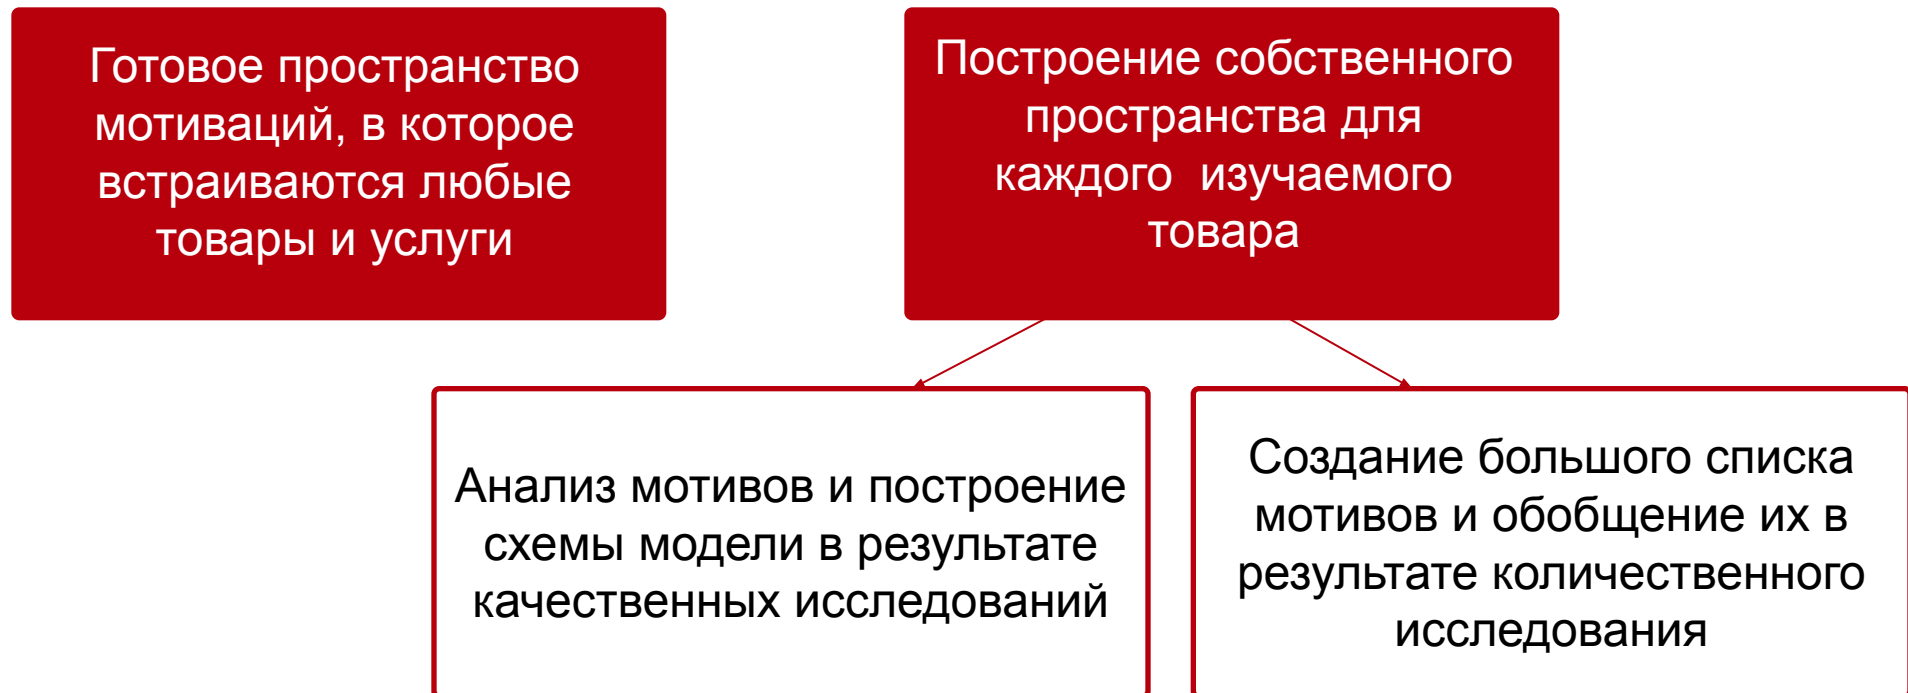 Готовое пространство
мотиваций, в которое
встраиваются любые
товары и услуги
Построение собственного
пространства для
каждого  изучаемого
товара
Анализ мотивов и построение
схемы модели в результате
качественных исследований
Создание большого списка
мотивов и обобщение их в
результате количественного
исследования